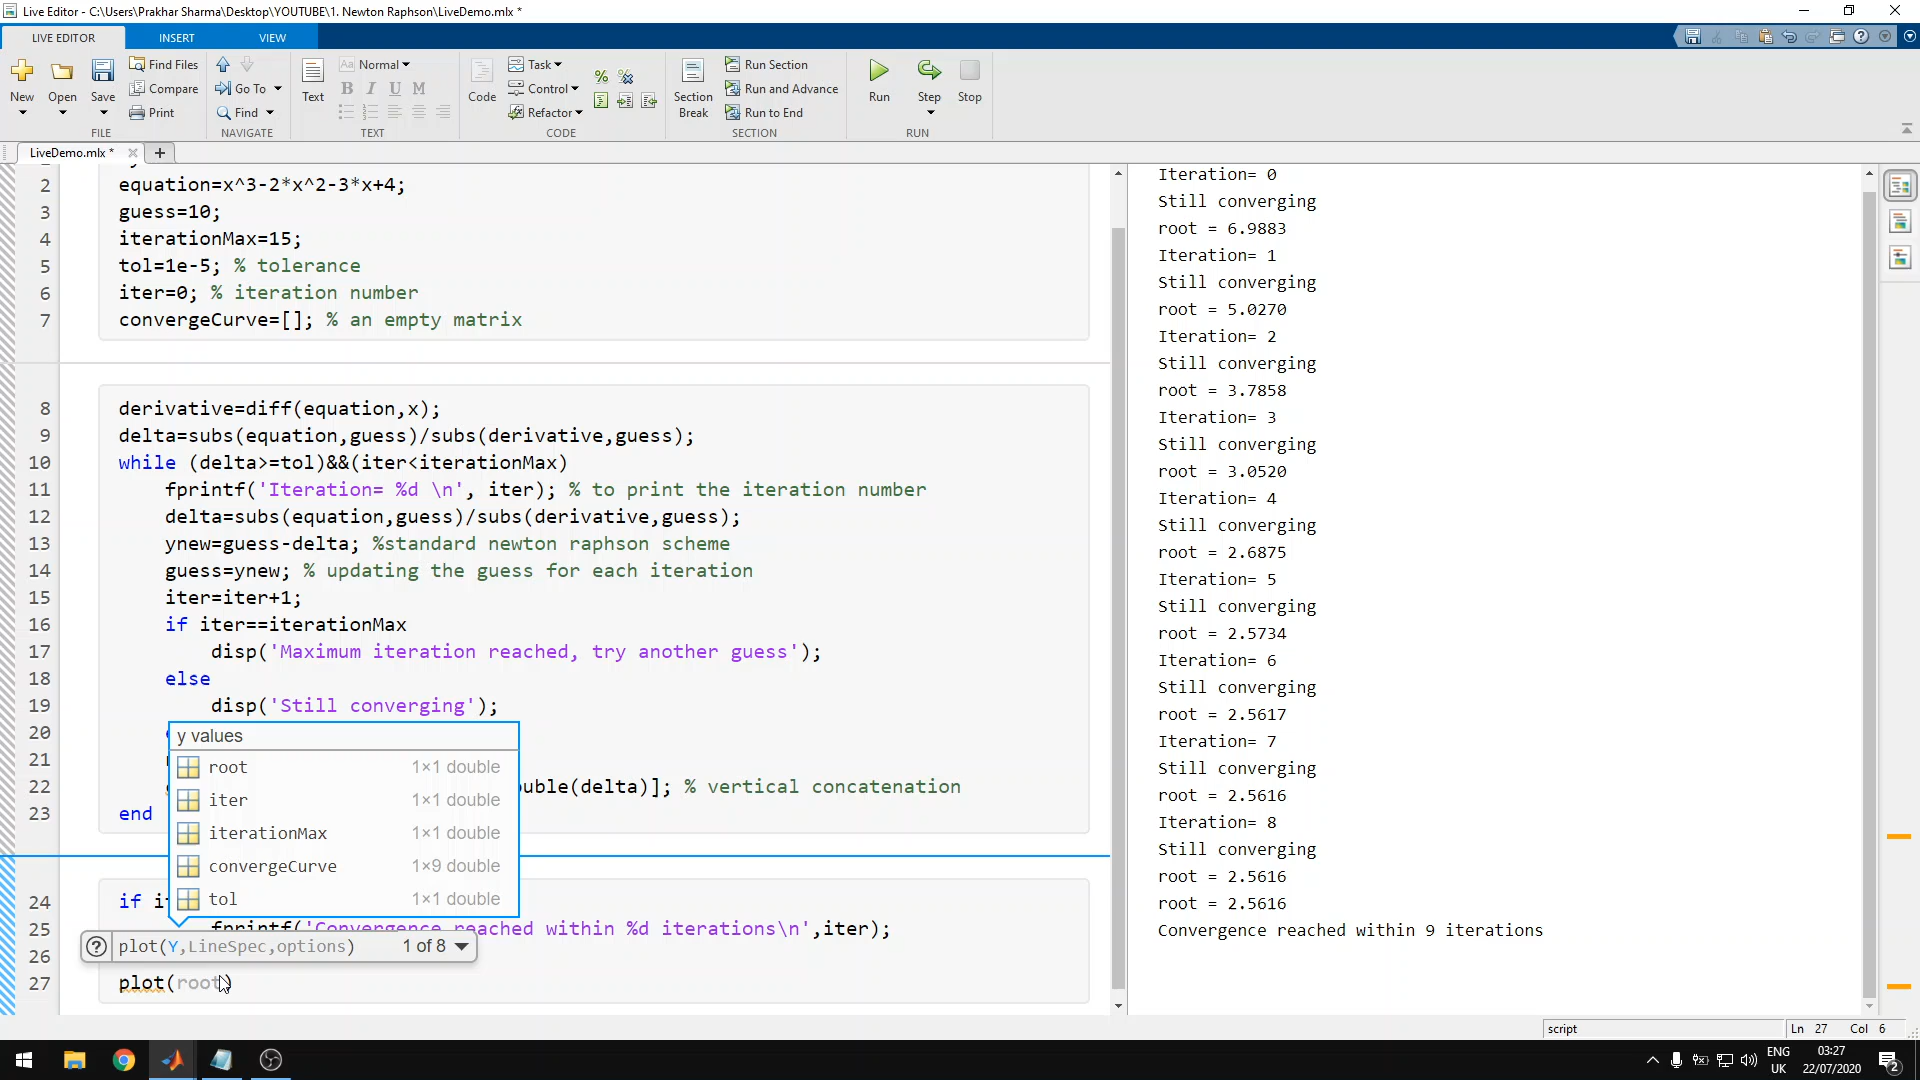 Live Editor - C:\Users\Prakhar Sharma\Desktop\YOUTUBE\1. Newton Raphson\LiveDemo.mlx *
LIVE EDITOR INSERT VIEW
New Open Save Find Files Compare Print FILE
Go To Find NAVIGATE
Text Aa Normal B I U M TEXT
Code Task Control Refactor CODE
Section Break Run Section Run and Advance Run to End SECTION
Run Step Stop RUN
LiveDemo.mlx *
2 equation=x^3-2*x^2-3*x+4;
3 guess=10;
4 iterationMax=15;
5 tol=1e-5; % tolerance
6 iter=0; % iteration number
7 convergeCurve=[]; % an empty matrix
8 derivative=diff(equation,x);
9 delta=subs(equation,guess)/subs(derivative,guess);
10 while (delta>=tol)&&(iter<iterationMax)
11 fprintf('Iteration= %d \n', iter); % to print the iteration number
12 delta=subs(equation,guess)/subs(derivative,guess);
13 ynew=guess-delta; %standard newton raphson scheme
14 guess=ynew; % updating the guess for each iteration
15 iter=iter+1;
16 if iter==iterationMax
17 disp('Maximum iteration reached, try another guess');
18 else
19 disp('Still converging');
20
21
22 uble(delta)]; % vertical concatenation
23 end
y values
root 1×1 double
iter 1×1 double
iterationMax 1×1 double
convergeCurve 1×9 double
tol 1×1 double
24 if it
25 fprintf('Convergence reached within %d iterations\n',iter);
26
plot(Y,LineSpec,options) 1 of 8
27 plot(root)
Iteration= 0
Still converging
root = 6.9883
Iteration= 1
Still converging
root = 5.0270
Iteration= 2
Still converging
root = 3.7858
Iteration= 3
Still converging
root = 3.0520
Iteration= 4
Still converging
root = 2.6875
Iteration= 5
Still converging
root = 2.5734
Iteration= 6
Still converging
root = 2.5617
Iteration= 7
Still converging
root = 2.5616
Iteration= 8
Still converging
root = 2.5616
root = 2.5616
Convergence reached within 9 iterations
script Ln 27 Col 6
ENG UK 03:27 22/07/2020 2